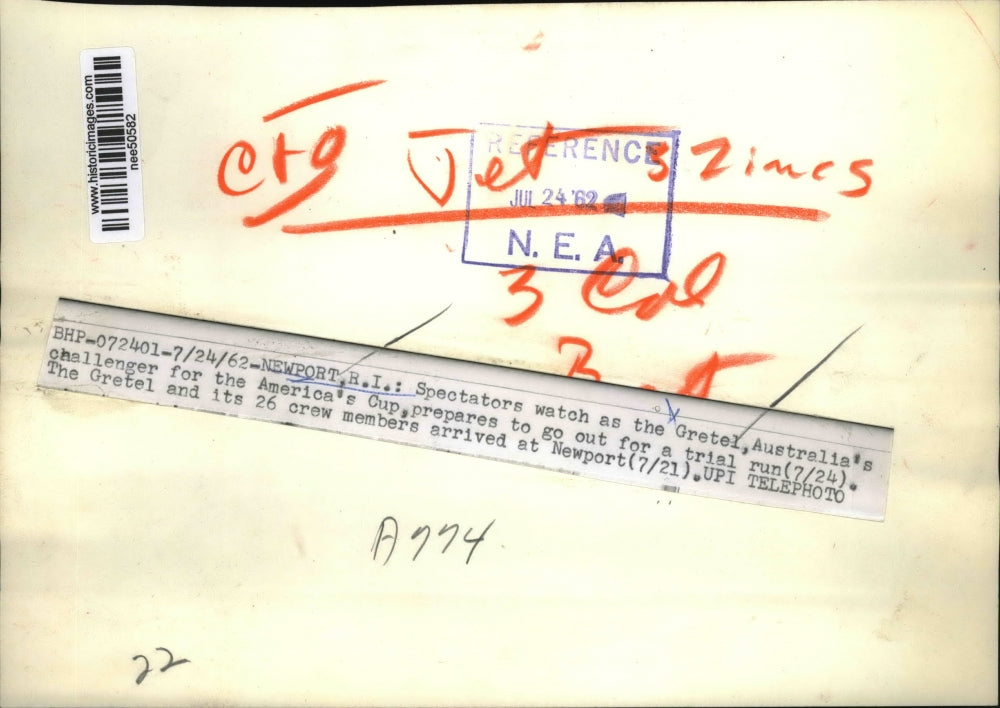 www.historicimages.com
nee50582
REFERENCE
JUL 24 '62
N. E. A.
3 Col
BHP-072401-7/24/62-NEWPORT,R.I.: Spectators watch as the Gretel,Australia's
challenger for the America's Cup,prepares to go out for a trial run(7/24).
The Gretel and its 26 crew members arrived at Newport(7/21).UPI TELEPHOTO
A774
22